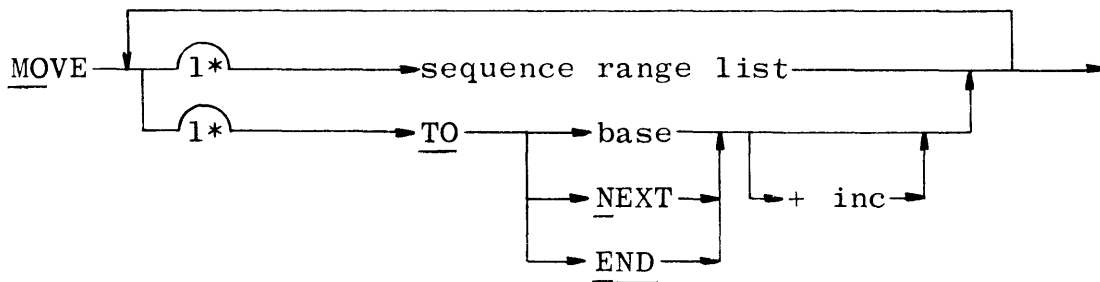 MOVE 1* sequence range list
1* TO base
NEXT + inc
END